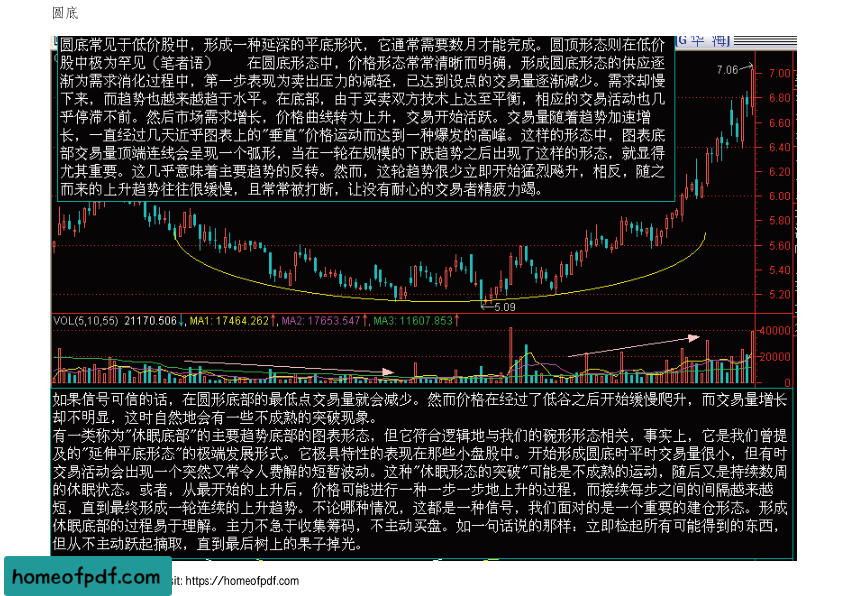 圆底
圆底常见于低价股中，形成一种延深的平底形状，它通常需要数月才能完成。圆顶形态则在低价
股中极为罕见（笔者语） 在圆底形态中，价格形态常常清晰而明确，形成圆底形态的供应逐
渐为需求消化过程中，第一步表现为卖出压力的减轻，已达到设点的交易量逐渐减少。需求却慢
下来，而趋势也越来越趋于水平。在底部，由于买卖双方技术上达至平衡，相应的交易活动也几
乎停滞不前。然后市场需求增长，价格曲线转为上升，交易开始活跃。交易量随着趋势加速增
长，一直经过几天近乎图表上的"垂直"价格运动而达到一种爆发的高峰。这样的形态中，图表底
部交易量顶端连线会呈现一个弧形，当在一轮在规模的下跌趋势之后出现了这样的形态，就显得
尤其重要。这几乎意味着主要趋势的反转。然而，这轮趋势很少立即开始猛烈飚升，相反，随之
而来的上升趋势往往很缓慢，且常常被打断，让没有耐心的交易者精疲力竭。
7.06
7.00
6.80
6.60
6.40
6.20
6.00
5.80
5.60
5.40
5.20
5.09
VOL(5,10,55) 21170.506↓, MA1: 17464.262↑, MA2: 17653.547↑, MA3: 11607.853↑
40000
20000
0
如果信号可信的话，在圆形底部的最低点交易量就会减少。然而价格在经过了低谷之后开始缓慢爬升，而交易量增长
却不明显，这时自然地会有一些不成熟的突破现象。
有一类称为"休眠底部"的主要趋势底部的图表形态，但它符合逻辑地与我们的碗形形态相关，事实上，它是我们曾提
及的"延伸平底形态"的极端发展形式。它极具特性的表现在那些小盘股中。开始形成圆底时平时交易量很小，但有时
交易活动会出现一个突然又常令人费解的短暂波动。这种"休眠形态的突破"可能是不成熟的运动，随后又是持续数周
的休眠状态。或者，从最开始的上升后，价格可能进行一种一步一步地上升的过程，而接续每步之间的间隔越来越
短，直到最终形成一轮连续的上升趋势。不论哪种情况，这都是一种信号，我们面对的是一个重要的建仓形态。形成
休眠底部的过程易于理解。主力不急于收集筹码，不主动买盘。如一句话说的那样：立即检起所有可能得到的东西，
但从不主动跃起摘取，直到最后树上的果子掉光。
homeofpdf.com
sit: https://homeofpdf.com